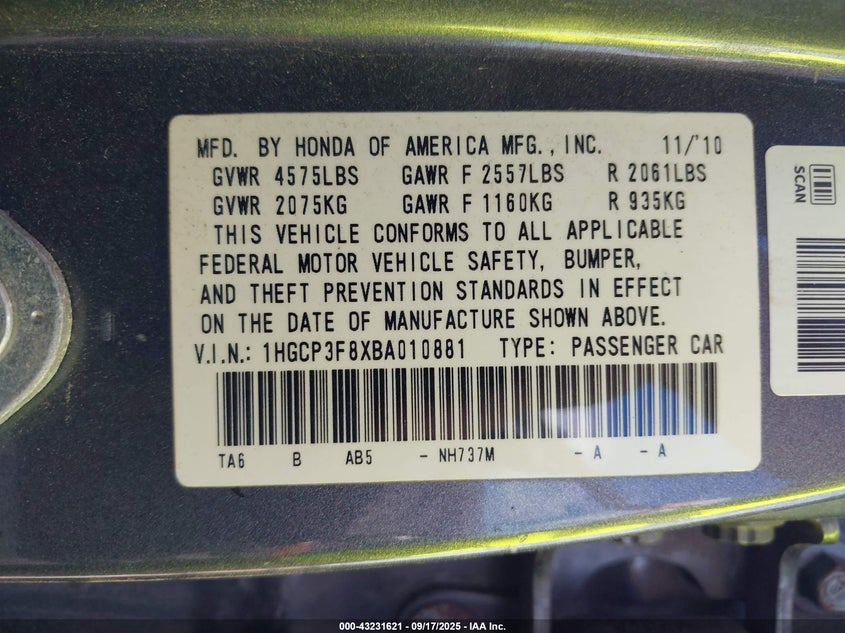 MFD. BY HONDA OF AMERICA MFG., INC. 11/'10
GVWR 4575LBS GAWR F 2557LBS R 2061LBS
GVWR 2075KG GAWR F 1160KG R 935KG
THIS VEHICLE CONFORMS TO ALL APPLICABLE
FEDERAL MOTOR VEHICLE SAFETY, BUMPER,
AND THEFT PREVENTION STANDARDS IN EFFECT
ON THE DATE OF MANUFACTURE SHOWN ABOVE.
V.I.N.: 1HGCP3F8XBA010881 TYPE: PASSENGER CAR
TA6 B AB5 - NH737M - A - A
SCAN
000-43231621 - 09/17/2025 - IAA Inc.